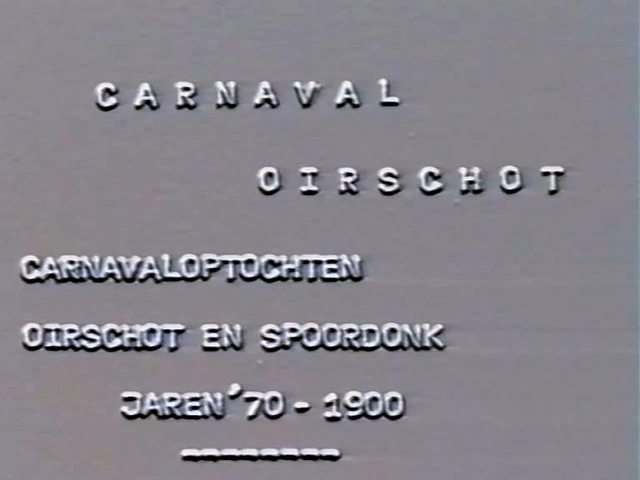 CARNAVAL
OIRSCHOT
CARNAVALOPTOCHTEN
OIRSCHOT EN SPOORDONK
JAREN'70-1900